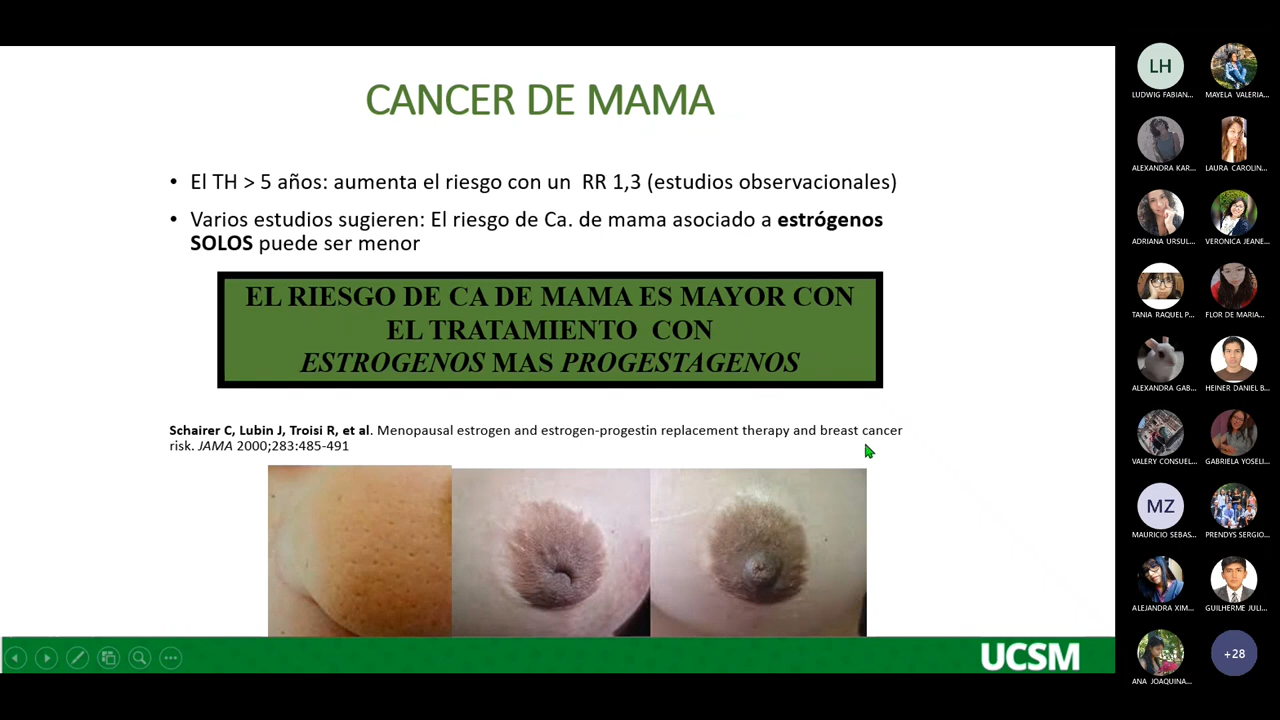 CANCER DE MAMA
• El TH > 5 años: aumenta el riesgo con un RR 1,3 (estudios observacionales)
• Varios estudios sugieren: El riesgo de Ca. de mama asociado a estrógenos
SOLOS puede ser menor
EL RIESGO DE CA DE MAMA ES MAYOR CON
EL TRATAMIENTO CON
ESTROGENOS MAS PROGESTAGENOS
Schairer C, Lubin J, Troisi R, et al. Menopausal estrogen and estrogen-progestin replacement therapy and breast cancer
risk. JAMA 2000;283:485-491
UCSM
LH
LUDWIG FABIAN...
MAYELA VALERIA...
ALEXANDRA KAR...
LAURA CAROLIN...
ADRIANA URSUL...
VERONICA JEANE...
TANIA RAQUEL P...
FLOR DE MARIA...
ALEXANDRA GAB...
HEINER DANIEL B...
VALERY CONSUEL...
GABRIELA YOSELI...
MZ
MAURICIO SEBAS...
PRENDYS SERGIO...
ALEJANDRA XIM...
GUILHERME JULI...
ANA JOAQUINA...
+28